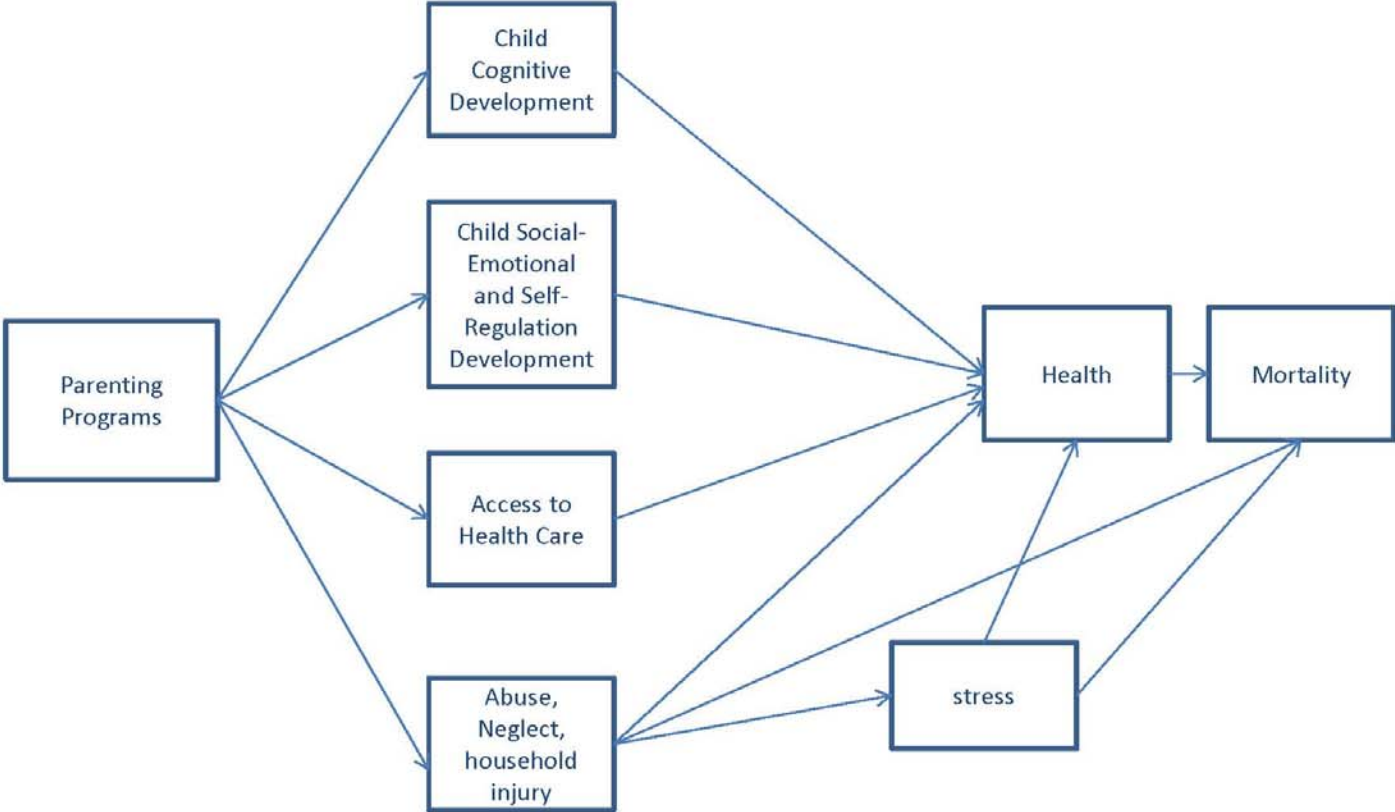 Child
Cognitive
Development
Child Social-
Emotional
and Self-
Regulation
Development
Parenting
Programs
Access to
Health Care
Abuse,
Neglect,
household
injury
Health
Mortality
stress